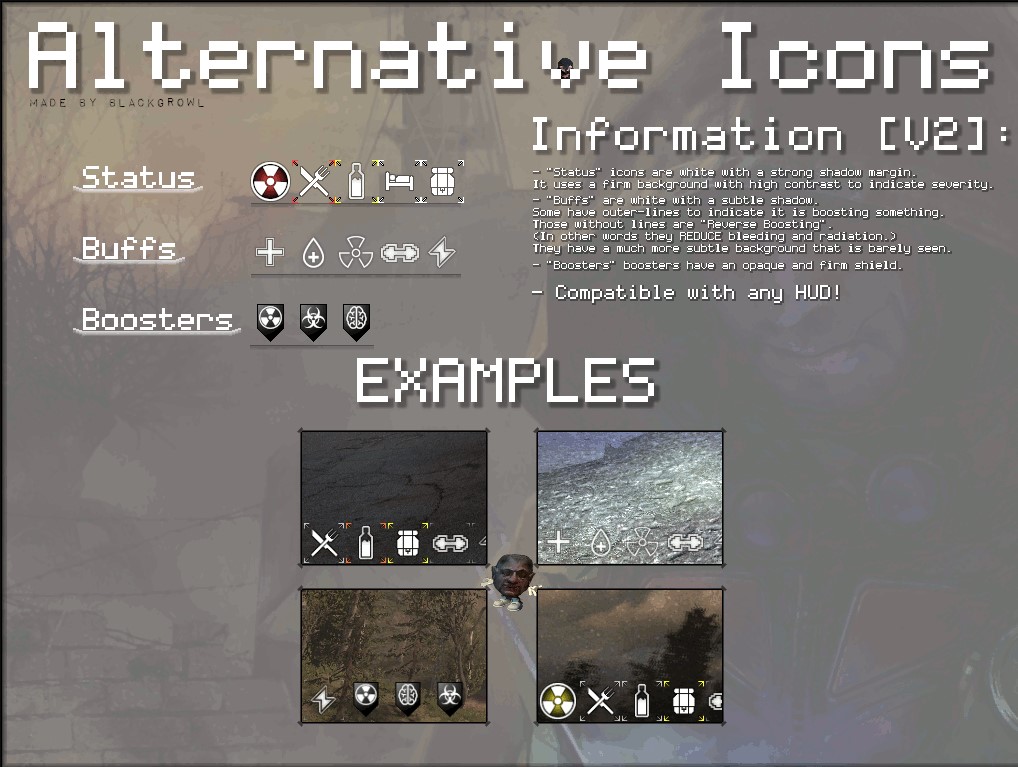 Alternative Icons
MADE BY BLACKGROWL
Information [V2]:
Status
- "Status" icons are white with a strong shadow margin.
It uses a firm background with high contrast to indicate severity.
- "Buffs" are white with a subtle shadow.
Some have outer-lines to indicate it is boosting something.
Those without lines are "Reverse Boosting".
(In other words they REDUCE bleeding and radiation.)
They have a much more subtle background that is barely seen.
Buffs
- "Boosters" boosters have an opaque and firm shield.
- Compatible with any HUD!
Boosters
EXAMPLES